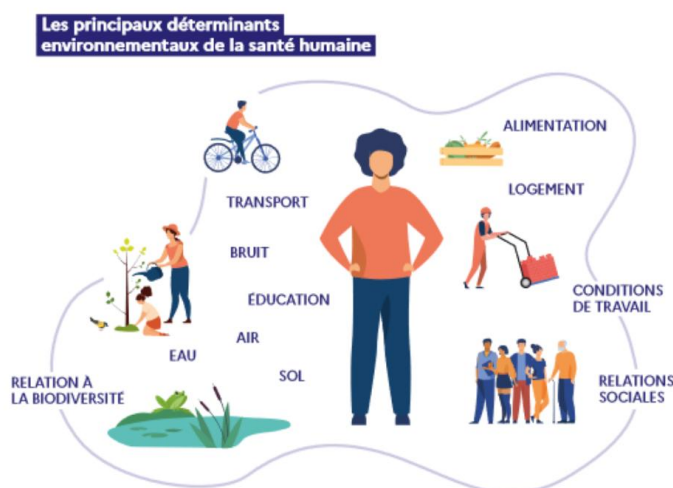 Les principaux déterminants
environnementaux de la santé humaine
ALIMENTATION
LOGEMENT
TRANSPORT
BRUIT
ÉDUCATION
CONDITIONS
DE TRAVAIL
AIR
EAU
SOL
RELATION À
LA BIODIVERSITÉ
RELATIONS
SOCIALES